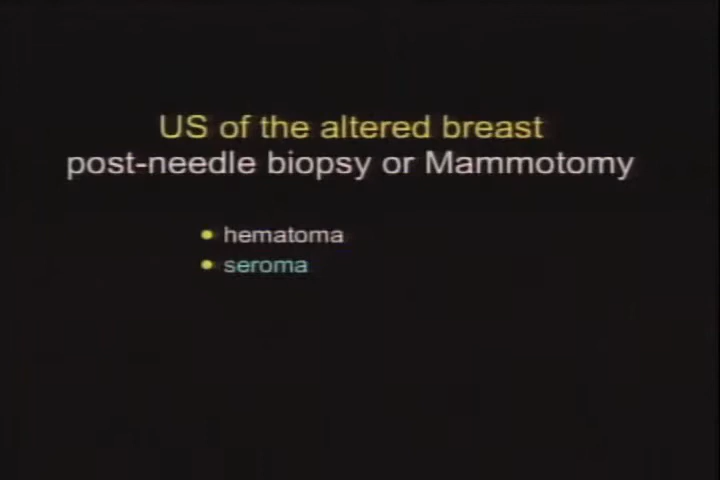 US of the altered breast
post-needle biopsy or Mammotomy
• hematoma
• seroma